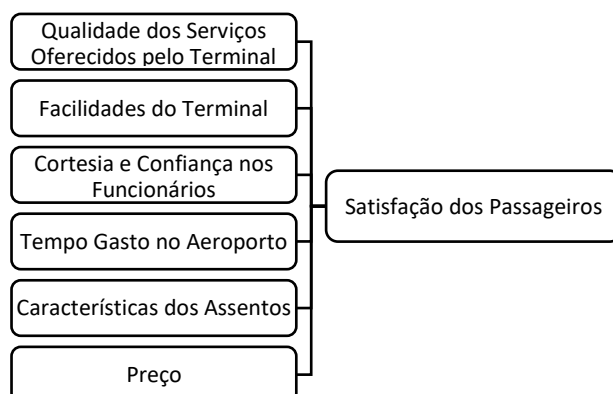 Qualidade dos Serviços
Oferecidos pelo Terminal
Facilidades do Terminal
Cortesia e Confiança nos
Funcionários
Tempo Gasto no Aeroporto
Características dos Assentos
Preço
Satisfação dos Passageiros